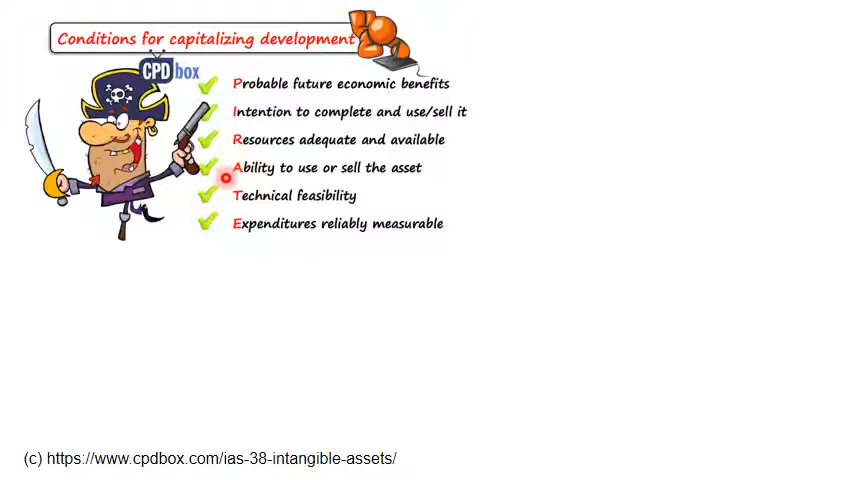 Conditions for capitalizing development
CPD box
Probable future economic benefits
Intention to complete and use/sell it
Resources adequate and available
Ability to use or sell the asset
Technical feasibility
Expenditures reliably measurable
(c) https://www.cpdbox.com/ias-38-intangible-assets/